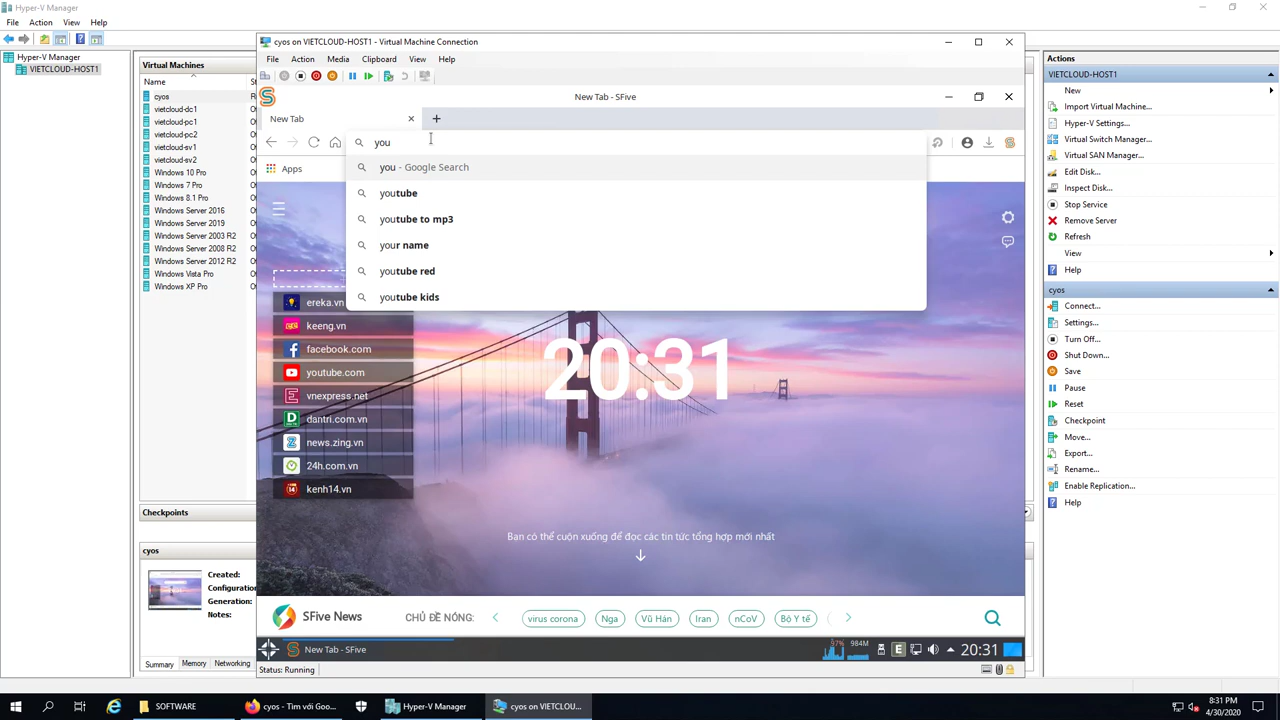 Hyper-V Manager
File Action View Help
Hyper-V Manager
VIETCLOUD-HOST1
Virtual Machines
Name
cyos
vietcloud-dc1
vietcloud-pc1
vietcloud-pc2
vietcloud-sv1
vietcloud-sv2
Windows 10 Pro
Windows 7 Pro
Windows 8.1 Pro
Windows Server 2016
Windows Server 2019
Windows Server 2003 R2
Windows Server 2008 R2
Windows Server 2012 R2
Windows Vista Pro
Windows XP Pro
Checkpoints
cyos
Created:
Configuration
Generation:
Notes:
Summary Memory Networking
cyos on VIETCLOUD-HOST1 - Virtual Machine Connection
File Action Media Clipboard View Help
New Tab - SFive
New Tab
you
Apps
you - Google Search
youtube
youtube to mp3
your name
youtube red
youtube kids
ereka.vn
keeng.vn
facebook.com
youtube.com
vnexpress.net
dantri.com.vn
news.zing.vn
24h.com.vn
kenh14.vn
20:31
Bạn có thể cuộn xuống để đọc các tin tức tổng hợp mới nhất
SFive News CHỦ ĐỀ NÓNG: virus corona Nga Vũ Hán Iran nCoV Bộ Y tế
New Tab - SFive 97% 984M E 20:31
Status: Running
Actions
VIETCLOUD-HOST1
New
Import Virtual Machine...
Hyper-V Settings...
Virtual Switch Manager...
Virtual SAN Manager...
Edit Disk...
Inspect Disk...
Stop Service
Remove Server
Refresh
View
Help
cyos
Connect...
Settings...
Turn Off...
Shut Down...
Save
Pause
Reset
Checkpoint
Move...
Export...
Rename...
Enable Replication...
Help
SOFTWARE cyos - Tìm với Goo... Hyper-V Manager cyos on VIETCLOU...
8:31 PM
4/30/2020